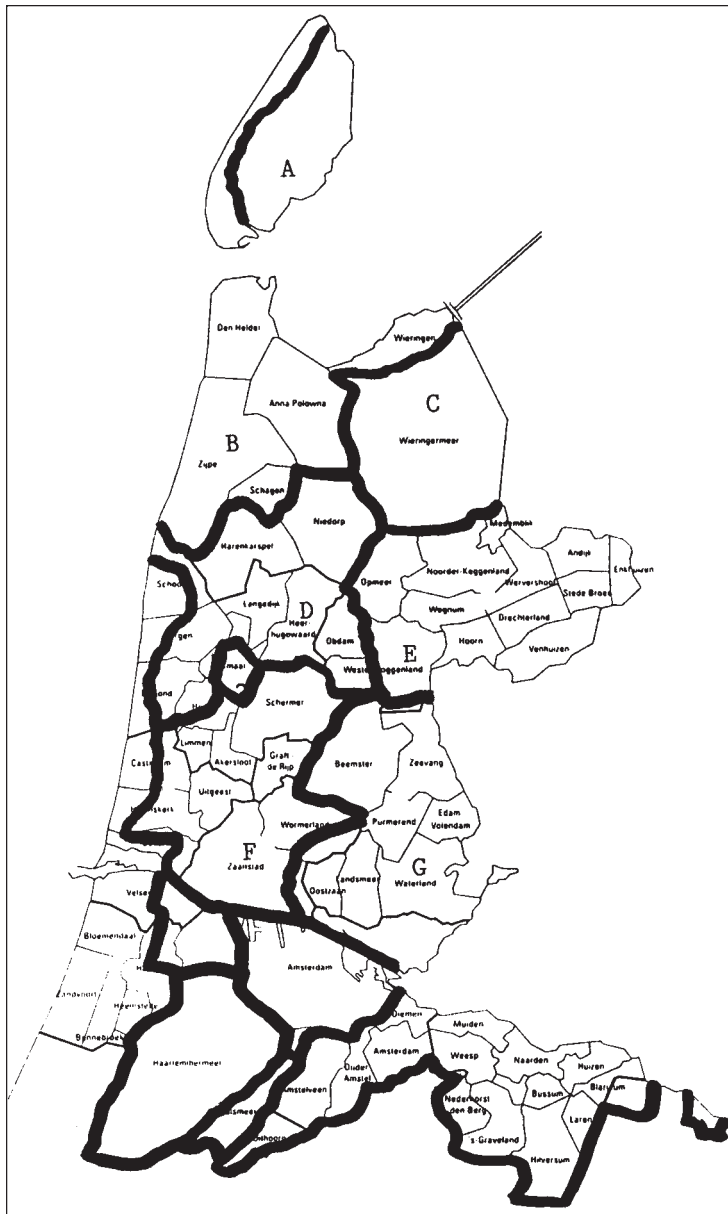 A
Den Helder
Wieringen
Anna Polowna
C
Wieringermeer
B
Zijpe
Schagen
Niedorp
Medemblik
Harenkarspel
Andijk
Enkhuizen
Opmeer
Noorder-Koggenland
Wervershoof
Stede Broec
Langedijk
D
Heer-
hugowaard
Obdam
Wognum
Drechterland
Hoorn
Venhuizen
E
Schermer
Limmen
Akersloot
Graft
de Rijp
Beemster
Zeevang
Uitgeest
Wormerland
Purmerend
Edam
Volendam
F
Zaanstad
G
Waterland
Oostzaan
Landsmeer
Velsen
Bloemendaal
Amsterdam
Zandvoort
Heemstede
Bennebroek
Haarlemmermeer
Diemen
Muiden
Amsterdam
Weesp
Naarden
Huizen
Blaricum
Bussum
Ouder
Amstel
Amstelveen
Nederhorst
den Berg
Laren
's-Graveland
Hilversum